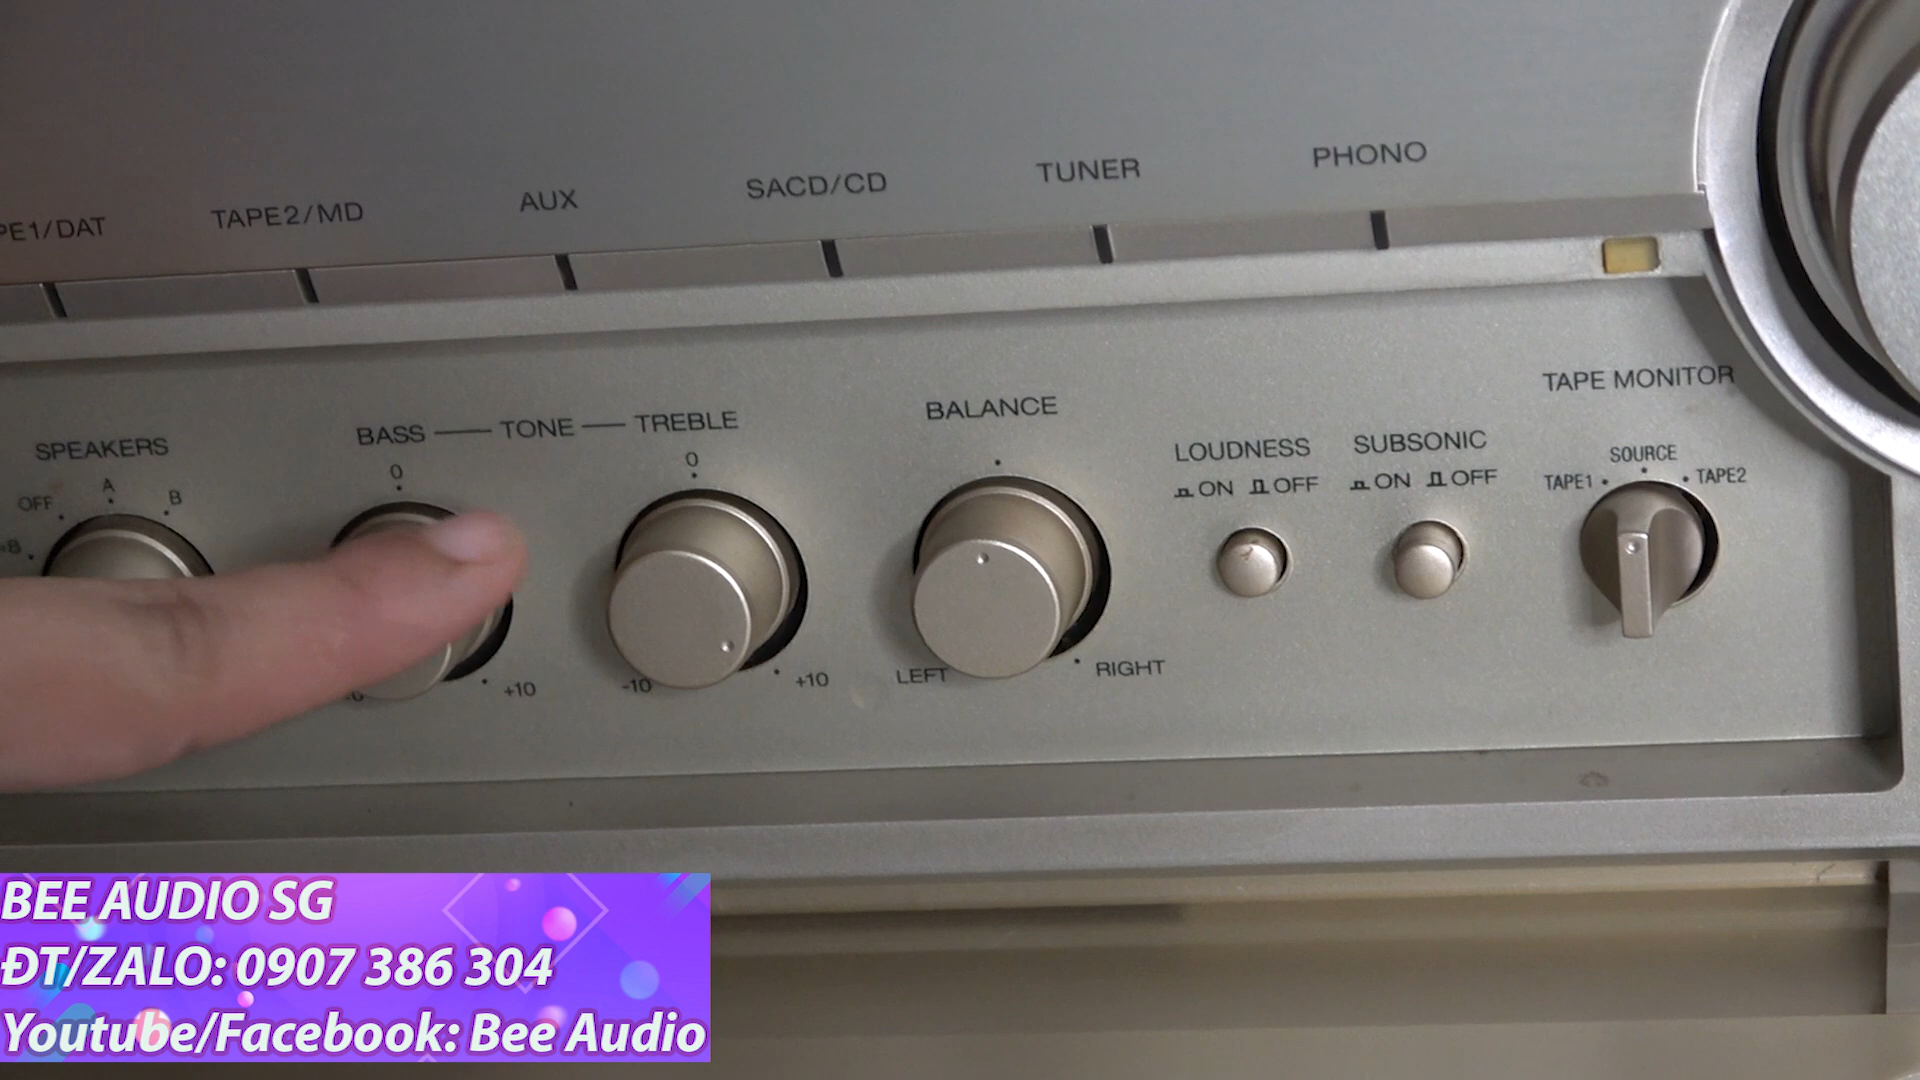 PE1/DAT
TAPE2/MD
AUX
SACD/CD
TUNER
PHONO
SPEAKERS
OFF
A
B
BASS — TONE — TREBLE
0
+10
0
-10
+10
BALANCE
LEFT
RIGHT
LOUDNESS
ON OFF
SUBSONIC
ON OFF
TAPE MONITOR
SOURCE
TAPE1
TAPE2
BEE AUDIO SG
ĐT/ZALO: 0907 386 304
Youtube/Facebook: Bee Audio